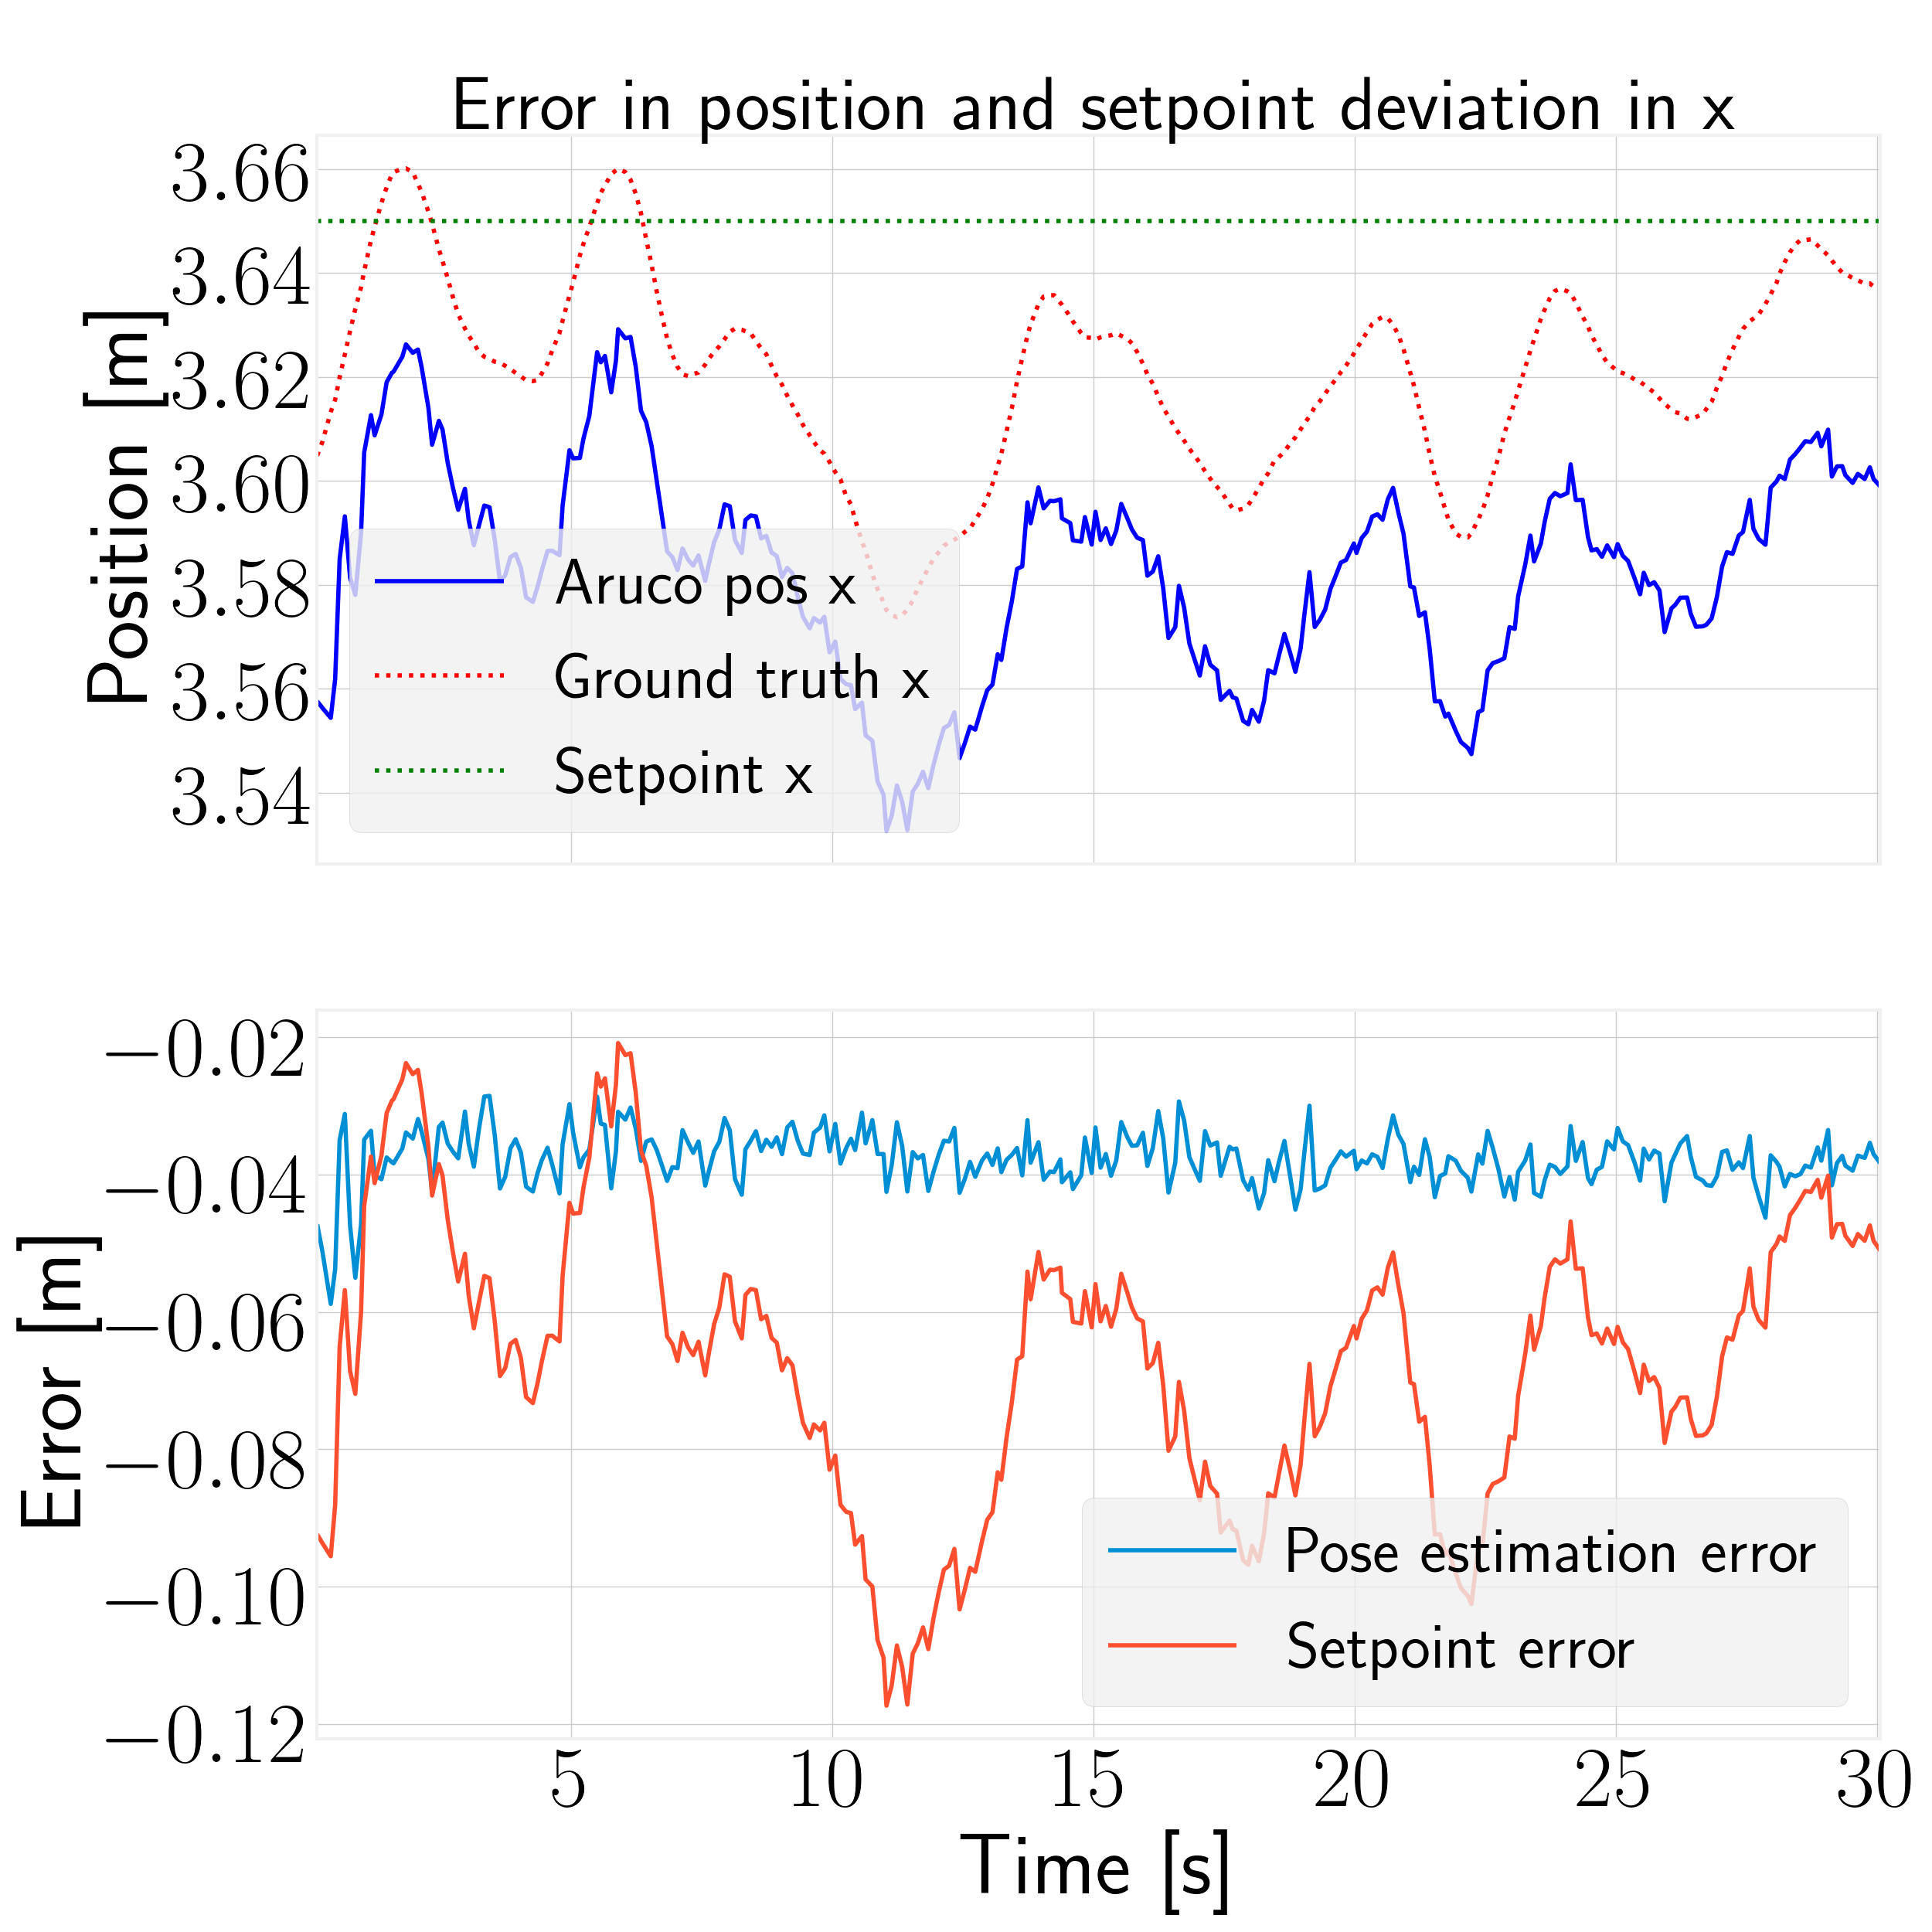 Error in position and setpoint deviation in x
Position [m]
3.66
3.64
3.62
3.60
3.58
3.56
3.54
Aruco pos x
Ground truth x
Setpoint x
Error [m]
−0.02
−0.04
−0.06
−0.08
−0.10
−0.12
Pose estimation error
Setpoint error
5 10 15 20 25 30
Time [s]